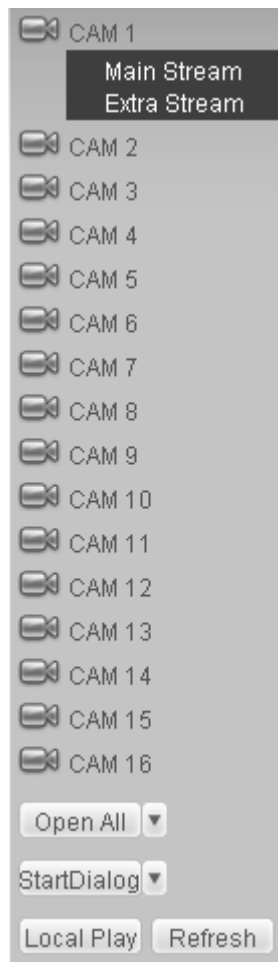 CAM 1
Main Stream
Extra Stream
CAM 2
CAM 3
CAM 4
CAM 5
CAM 6
CAM 7
CAM 8
CAM 9
CAM 10
CAM 11
CAM 12
CAM 13
CAM 14
CAM 15
CAM 16
Open All
StartDialog
Local Play Refresh